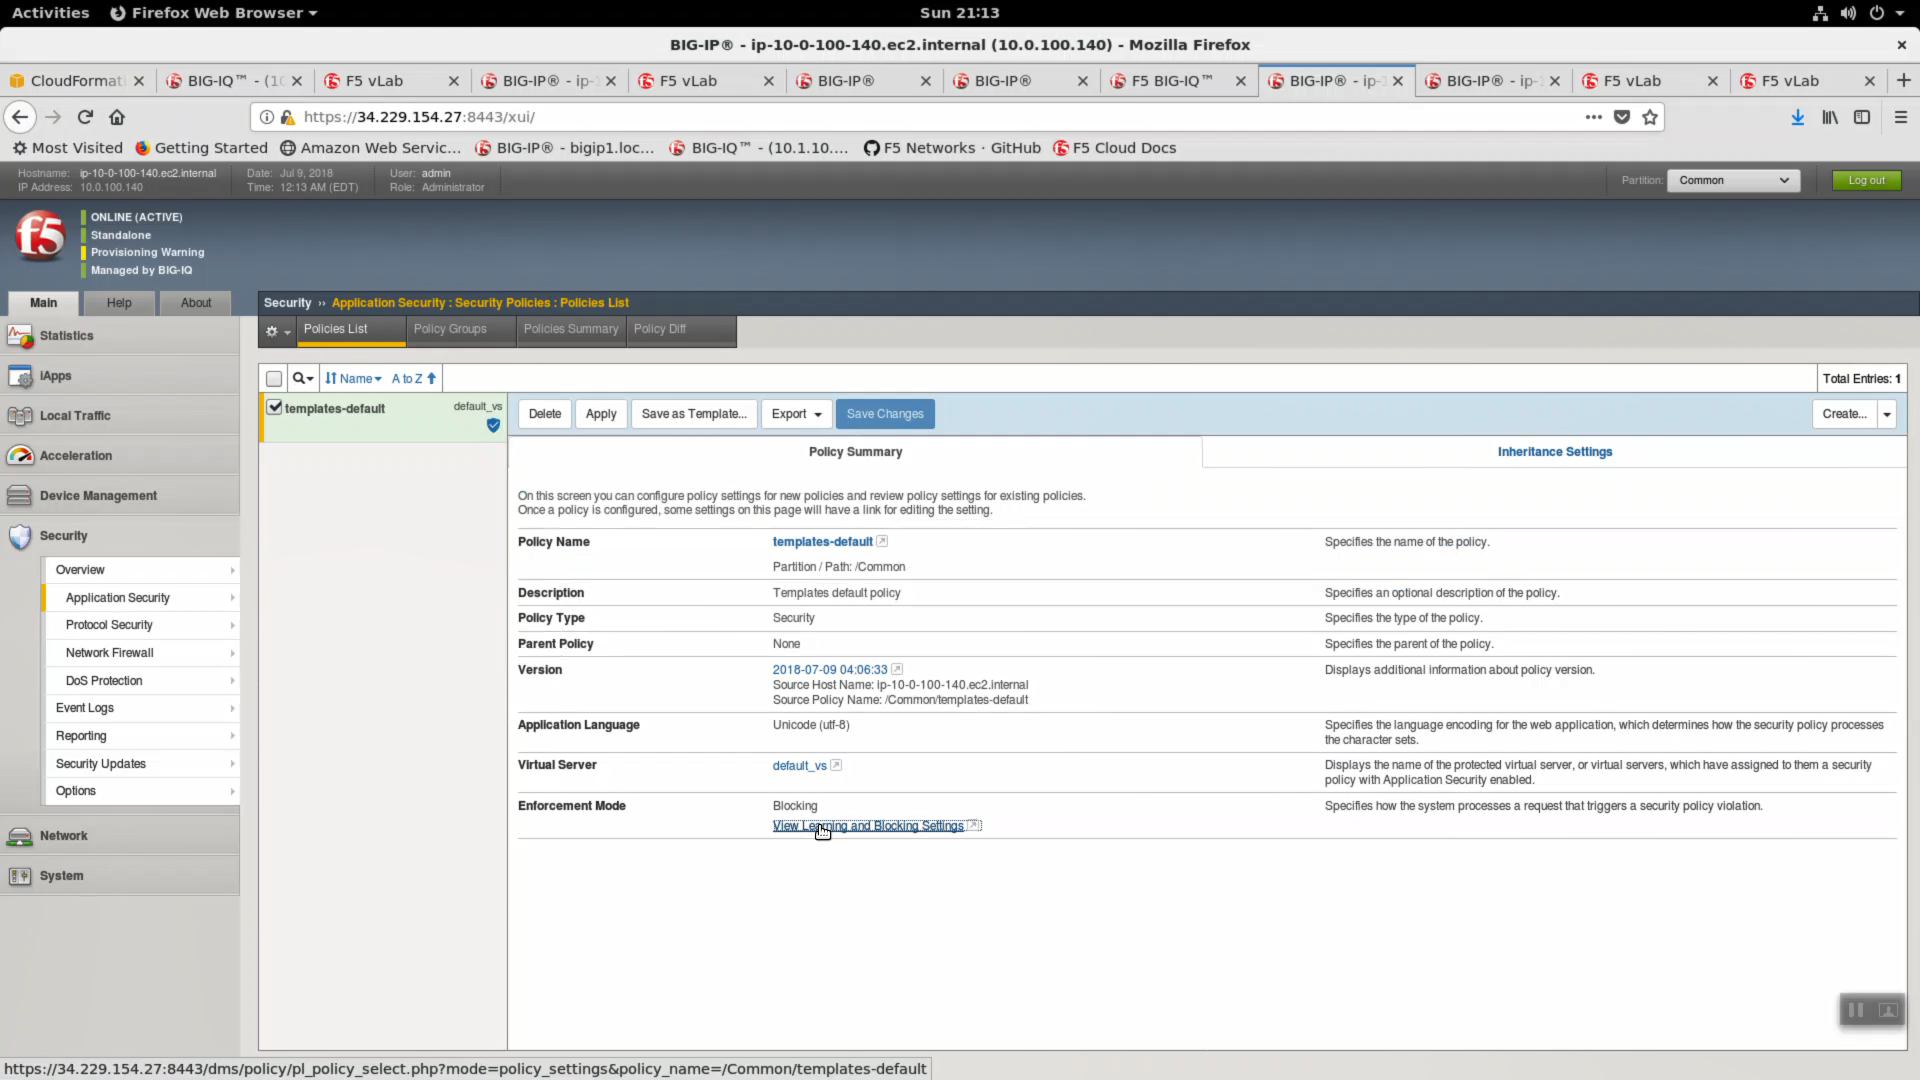 Activities Firefox Web Browser Sun 21:13
BIG-IP® - ip-10-0-100-140.ec2.internal (10.0.100.140) - Mozilla Firefox
CloudFormat BIG-IQ™ - (10 F5 vLab BIG-IP® - ip- F5 vLab BIG-IP® BIG-IP® F5 BIG-IQ™ BIG-IP® - ip- BIG-IP® - ip- F5 vLab F5 vLab
https://34.229.154.27:8443/xui/
Most Visited Getting Started Amazon Web Servic... BIG-IP® - bigip1.loc... BIG-IQ™ - (10.1.10.... F5 Networks · GitHub F5 Cloud Docs
Hostname: ip-10-0-100-140.ec2.internal Date: Jul 9, 2018 User: admin
IP Address: 10.0.100.140 Time: 12:13 AM (EDT) Role: Administrator
Partition: Common Log out
f5
ONLINE (ACTIVE)
Standalone
Provisioning Warning
Managed by BIG-IQ
Main Help About
Security ›› Application Security : Security Policies : Policies List
Policies List Policy Groups Policies Summary Policy Diff
Statistics
iApps
Local Traffic
Acceleration
Device Management
Security
Overview
Application Security
Protocol Security
Network Firewall
DoS Protection
Event Logs
Reporting
Security Updates
Options
Network
System
Name A to Z Total Entries: 1
templates-default default_vs
Delete Apply Save as Template... Export Save Changes Create...
Policy Summary Inheritance Settings
On this screen you can configure policy settings for new policies and review policy settings for existing policies.
Once a policy is configured, some settings on this page will have a link for editing the setting.
Policy Name templates-default Specifies the name of the policy.
Partition / Path: /Common
Description Templates default policy Specifies an optional description of the policy.
Policy Type Security Specifies the type of the policy.
Parent Policy None Specifies the parent of the policy.
Version 2018-07-09 04:06:33 Displays additional information about policy version.
Source Host Name: ip-10-0-100-140.ec2.internal
Source Policy Name: /Common/templates-default
Application Language Unicode (utf-8) Specifies the language encoding for the web application, which determines how the security policy processes
the character sets.
Virtual Server default_vs Displays the name of the protected virtual server, or virtual servers, which have assigned to them a security
policy with Application Security enabled.
Enforcement Mode Blocking Specifies how the system processes a request that triggers a security policy violation.
View Learning and Blocking Settings
https://34.229.154.27:8443/dms/policy/pl_policy_select.php?mode=policy_settings&policy_name=/Common/templates-default